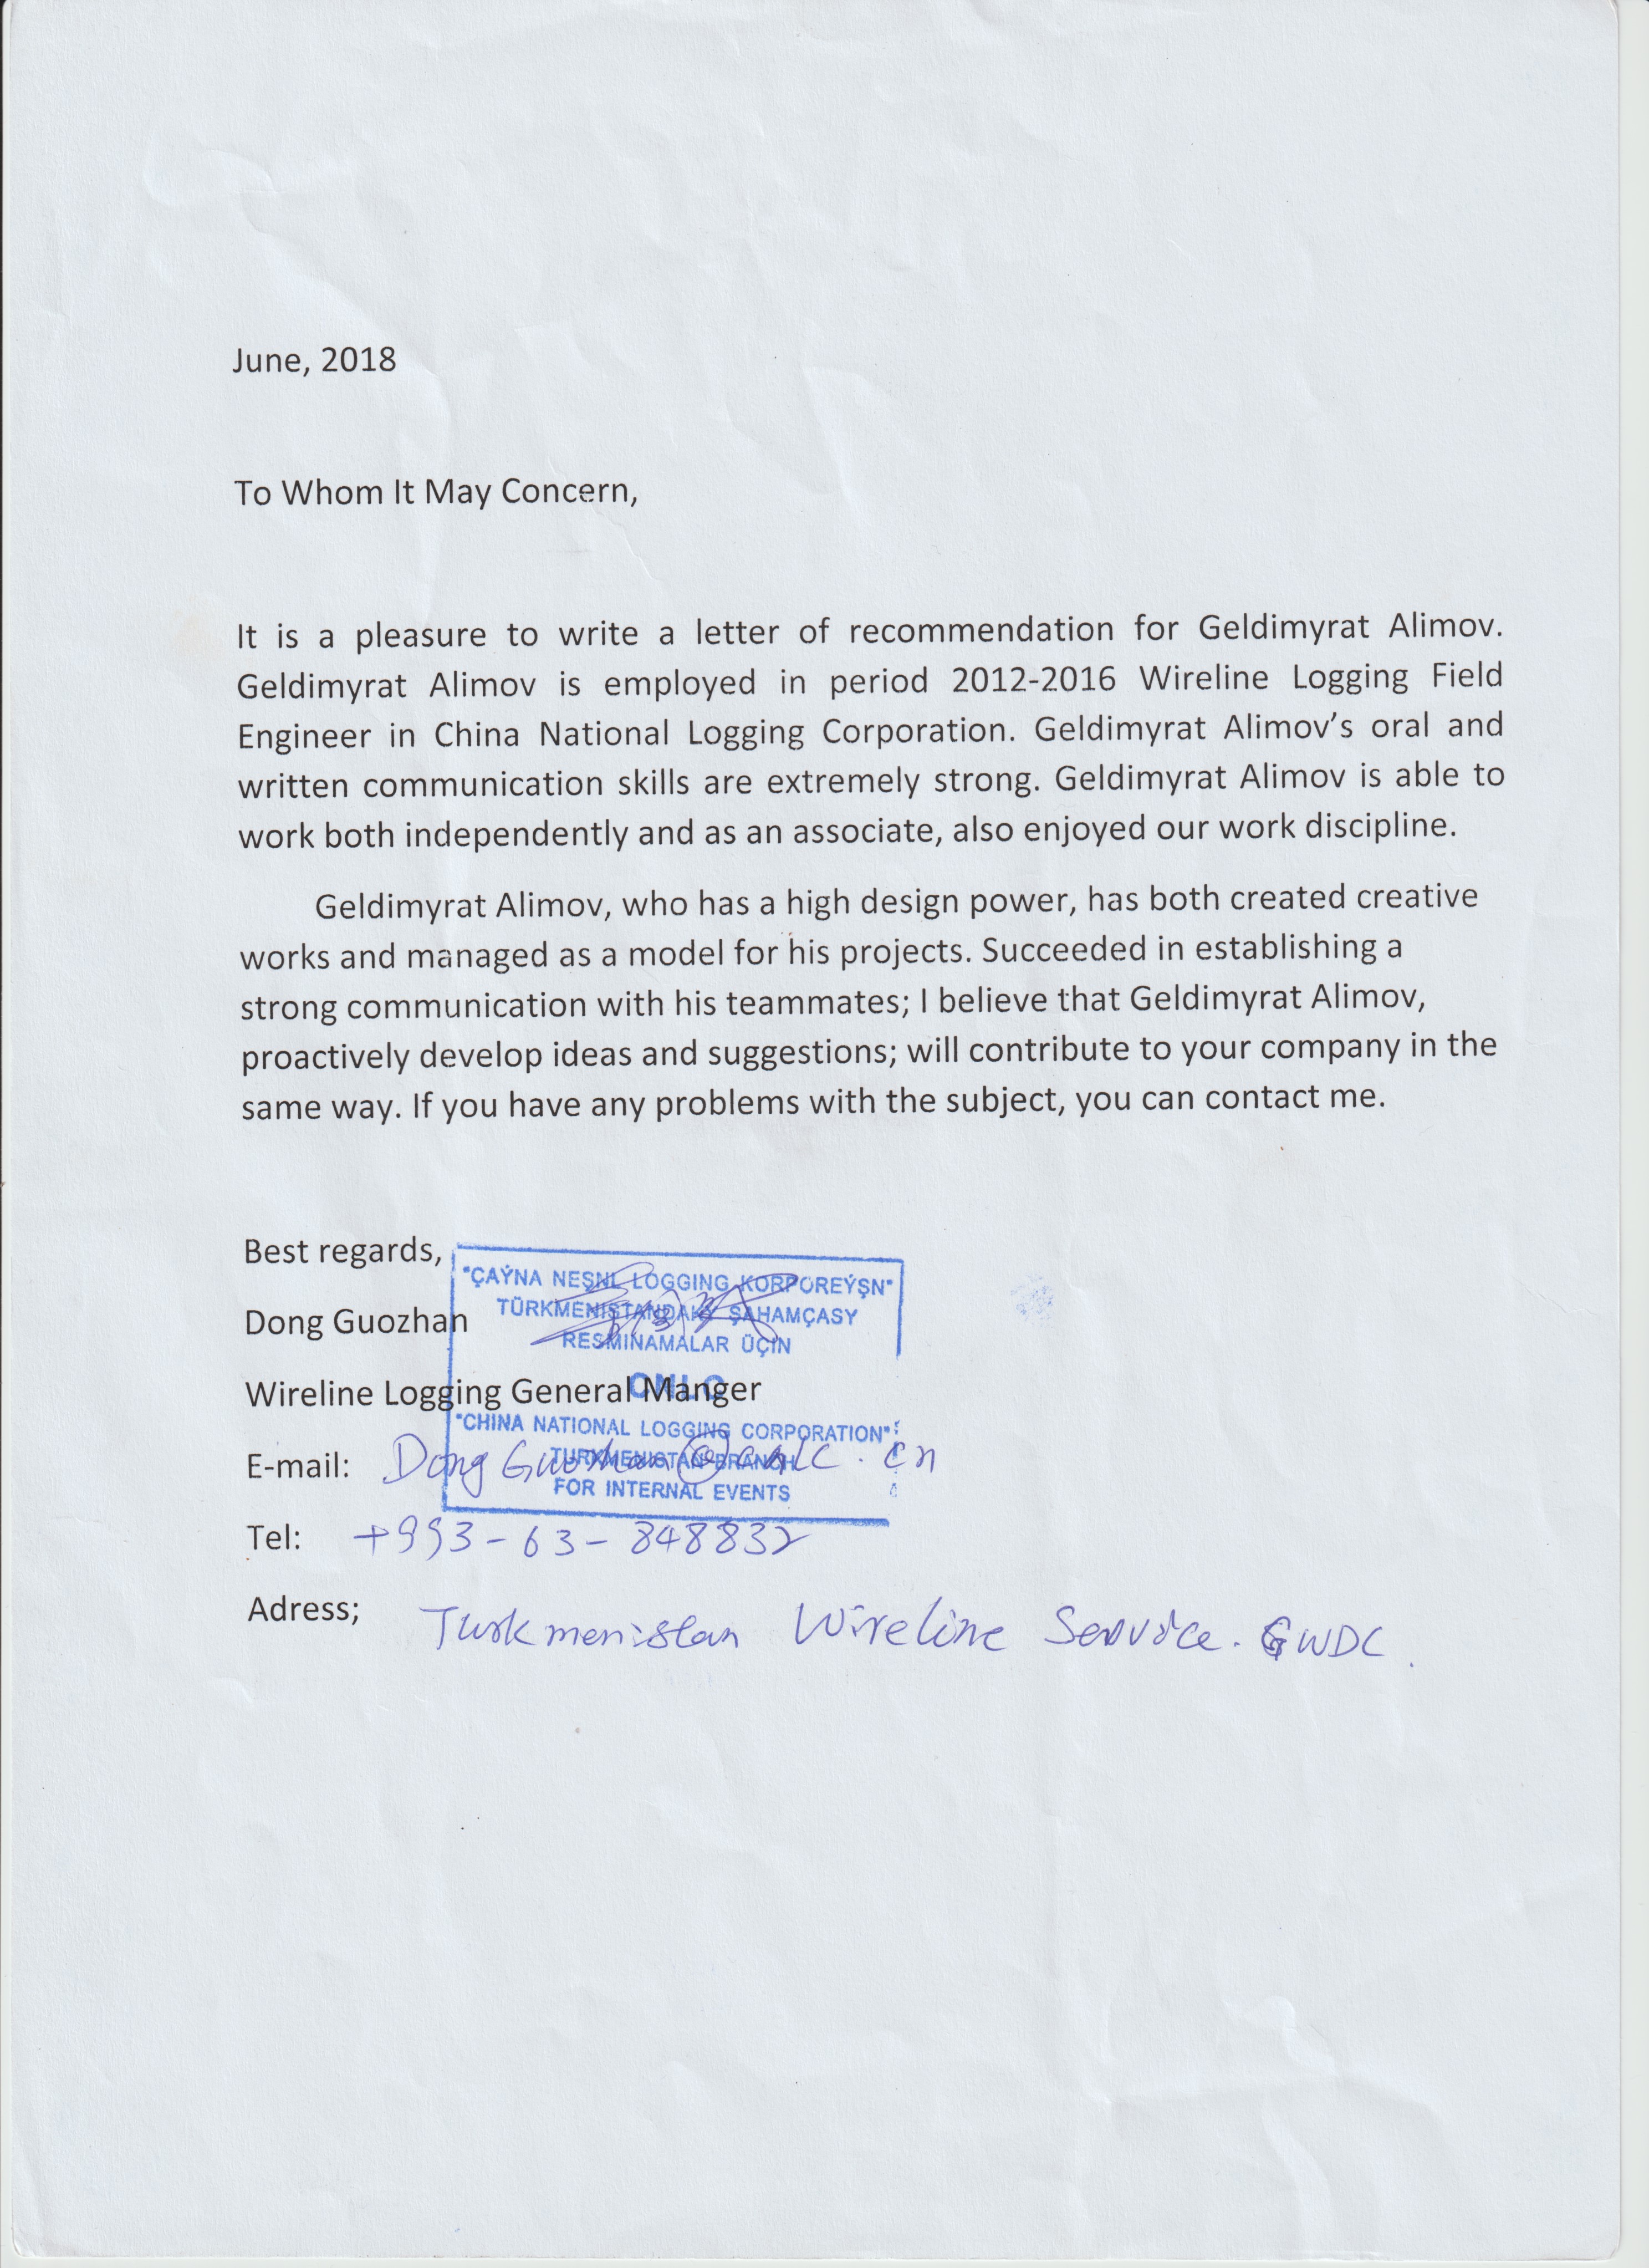 June, 2018
To Whom It May Concern,
It is a pleasure to write a letter of recommendation for Geldimyrat Alimov.
Geldimyrat Alimov is employed in period 2012-2016 Wireline Logging Field
Engineer in China National Logging Corporation. Geldimyrat Alimov’s oral and
written communication skills are extremely strong. Geldimyrat Alimov is able to
work both independently and as an associate, also enjoyed our work discipline.
Geldimyrat Alimov, who has a high design power, has both created creative
works and managed as a model for his projects. Succeeded in establishing a
strong communication with his teammates; I believe that Geldimyrat Alimov,
proactively develop ideas and suggestions; will contribute to your company in the
same way. If you have any problems with the subject, you can contact me.
Best regards,
"ÇAÝNA NEŞNL LOGGING KORPOREÝŞN"
TÜRKMENISTANDAKY ŞAHAMÇASY
Dong Guozhan
RESMINAMALAR ÜÇIN
CNLC
Wireline Logging General Manger
"CHINA NATIONAL LOGGING CORPORATION"
TURKMENISTAN BRANCH
E-mail: DongGuozhan@cnlc.cn
FOR INTERNAL EVENTS
Tel: +993-63-848832
Adress; Turkmenistan Wireline Service. GWDC.